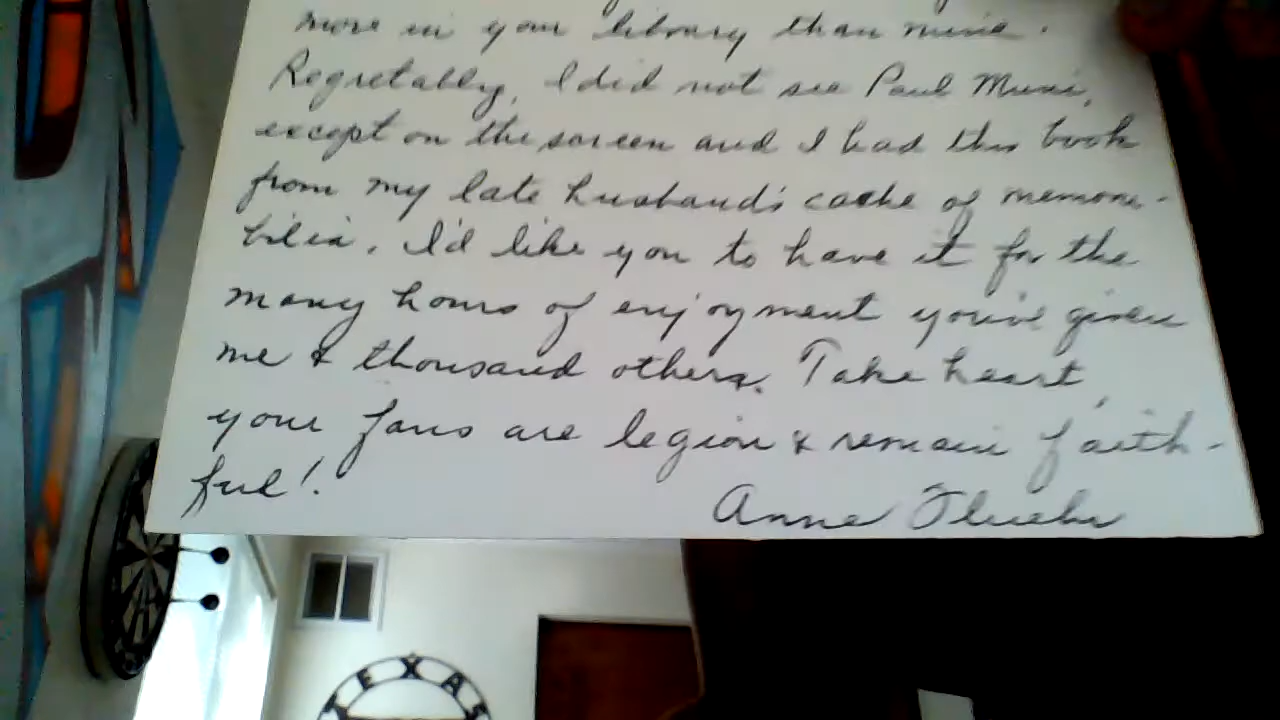 more in your library than mine.
Regretably, I did not see Paul Muni,
except on the screen and I had this book
from my late husband's cache of memora-
bilia. I'd like you to have it for the
many hours of enjoyment you've given
me & thousand others. Take heart,
your fans are legion & remain faith-
ful!
Anne
TEXAS